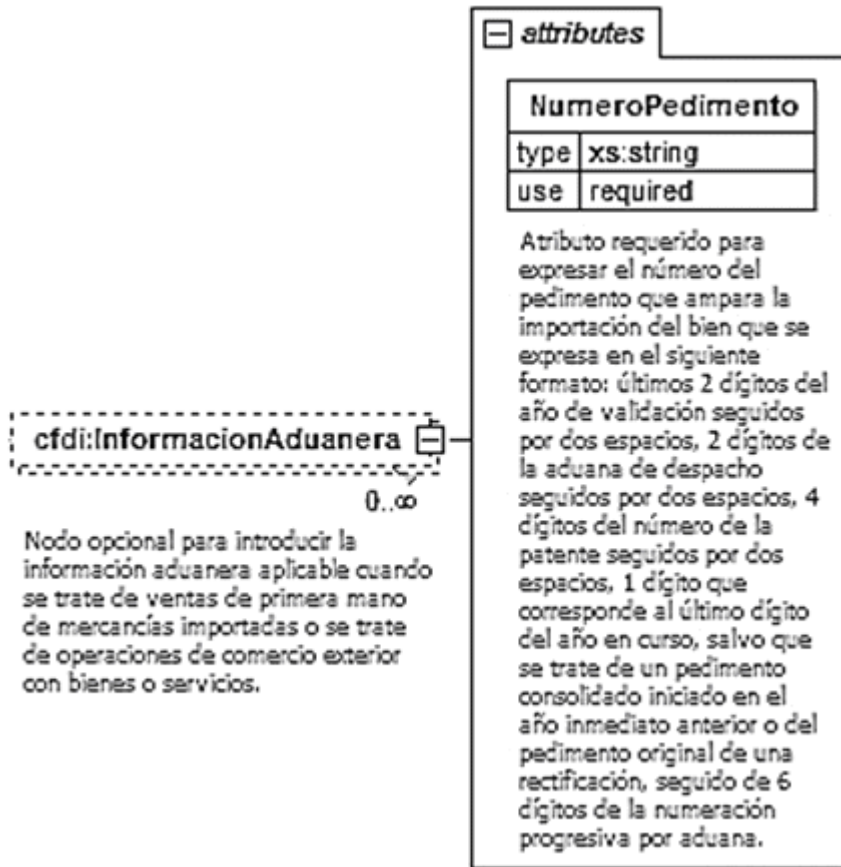 attributes
NumeroPedimento
type xs:string
use required
Atributo requerido para
expresar el número del
pedimento que ampara la
importación del bien que se
expresa en el siguiente
formato: últimos 2 dígitos del
año de validación seguidos
por dos espacios, 2 dígitos de
la aduana de despacho
seguidos por dos espacios, 4
dígitos del número de la
patente seguidos por dos
espacios, 1 dígito que
corresponde al último dígito
del año en curso, salvo que
se trate de un pedimento
consolidado iniciado en el
año inmediato anterior o del
pedimento original de una
rectificación, seguido de 6
dígitos de la numeración
progresiva por aduana.
cfdi:InformacionAduanera
0..∞
Nodo opcional para introducir la
información aduanera aplicable cuando
se trate de ventas de primera mano
de mercancías importadas o se trate
de operaciones de comercio exterior
con bienes o servicios.